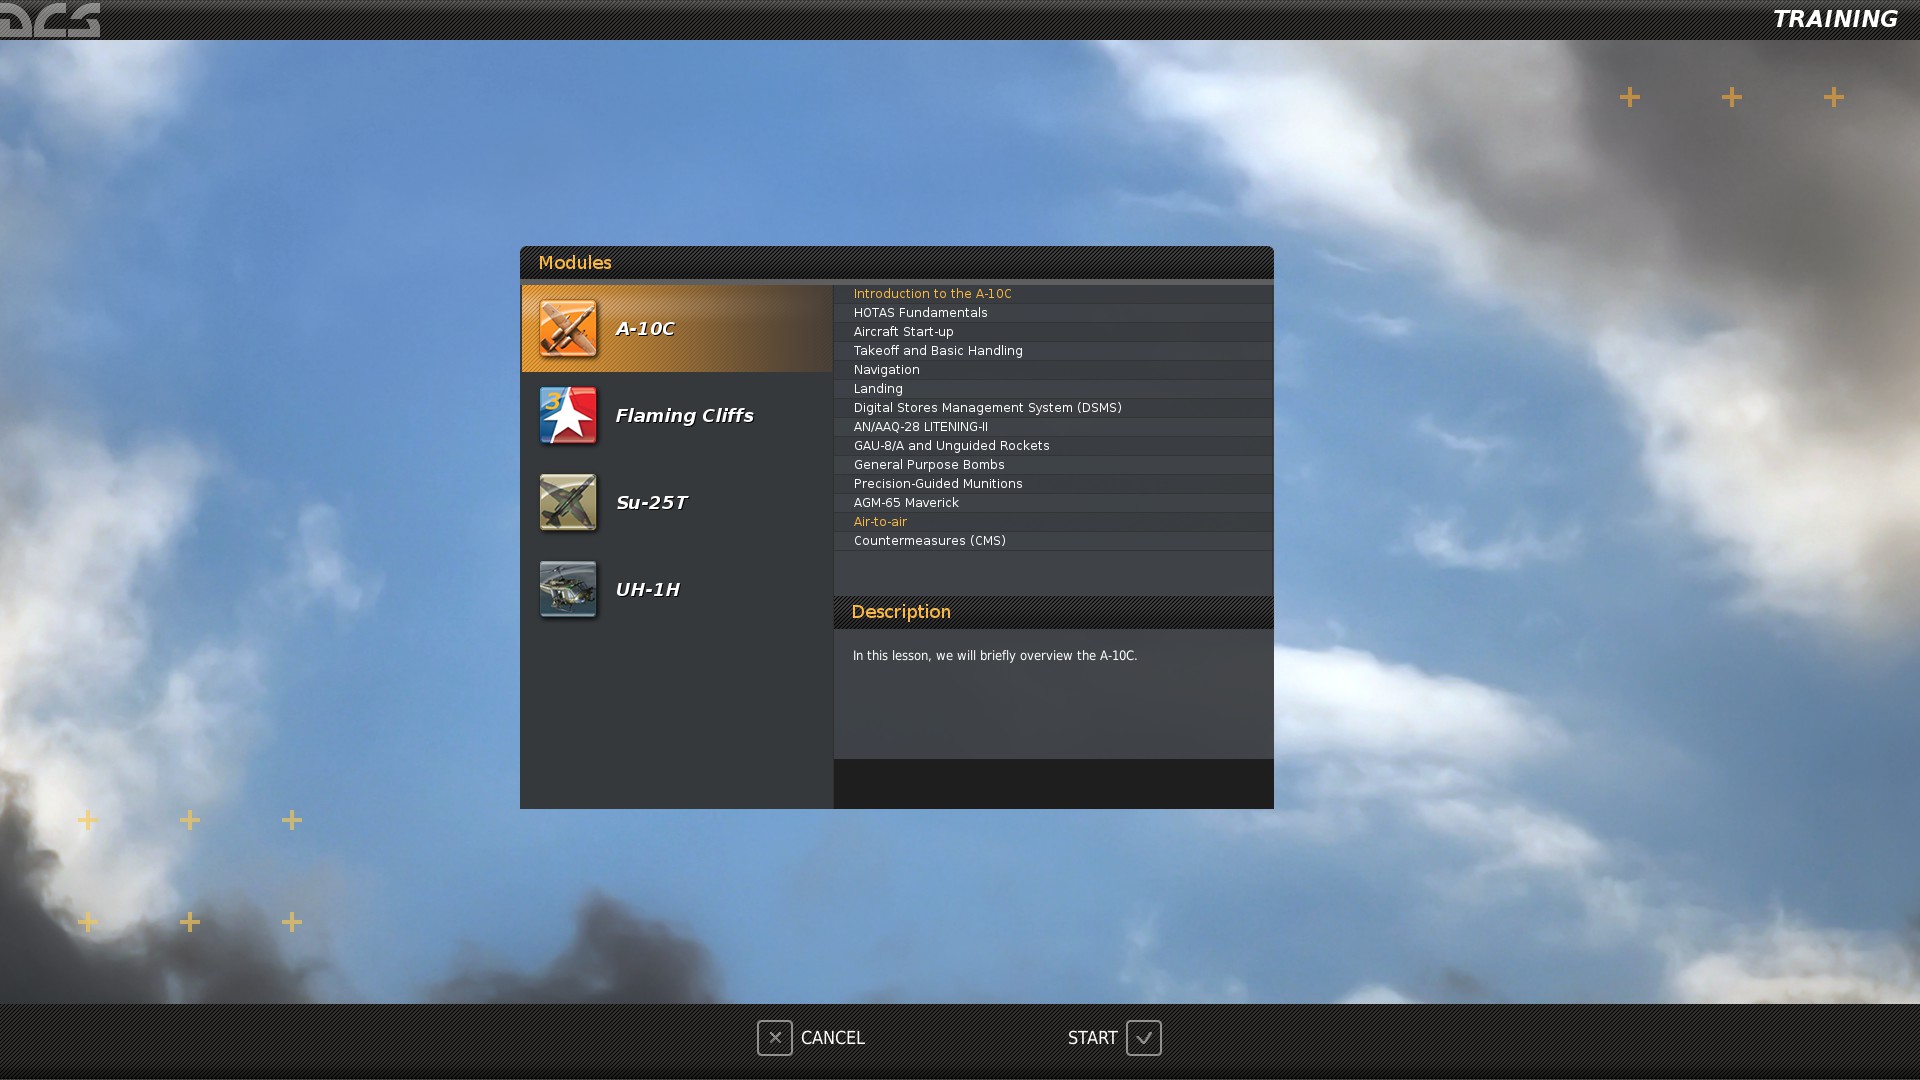 DCS
TRAINING
Modules
A-10C
3
Flaming Cliffs
Su-25T
UH-1H
Introduction to the A-10C
HOTAS Fundamentals
Aircraft Start-up
Takeoff and Basic Handling
Navigation
Landing
Digital Stores Management System (DSMS)
AN/AAQ-28 LITENING-II
GAU-8/A and Unguided Rockets
General Purpose Bombs
Precision-Guided Munitions
AGM-65 Maverick
Air-to-air
Countermeasures (CMS)
Description
In this lesson, we will briefly overview the A-10C.
CANCEL
START